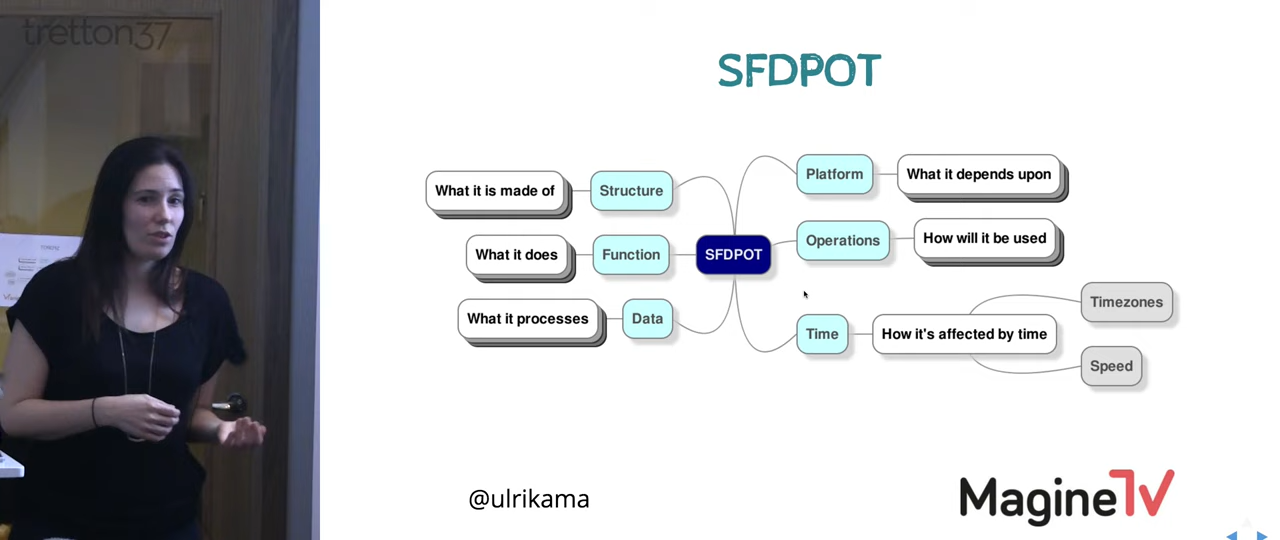 tretton37
SFDPOT
What it is made of
Structure
What it does
Function
What it processes
Data
SFDPOT
Platform
What it depends upon
Operations
How will it be used
Time
How it's affected by time
Timezones
Speed
@ulrikama
MagineTV